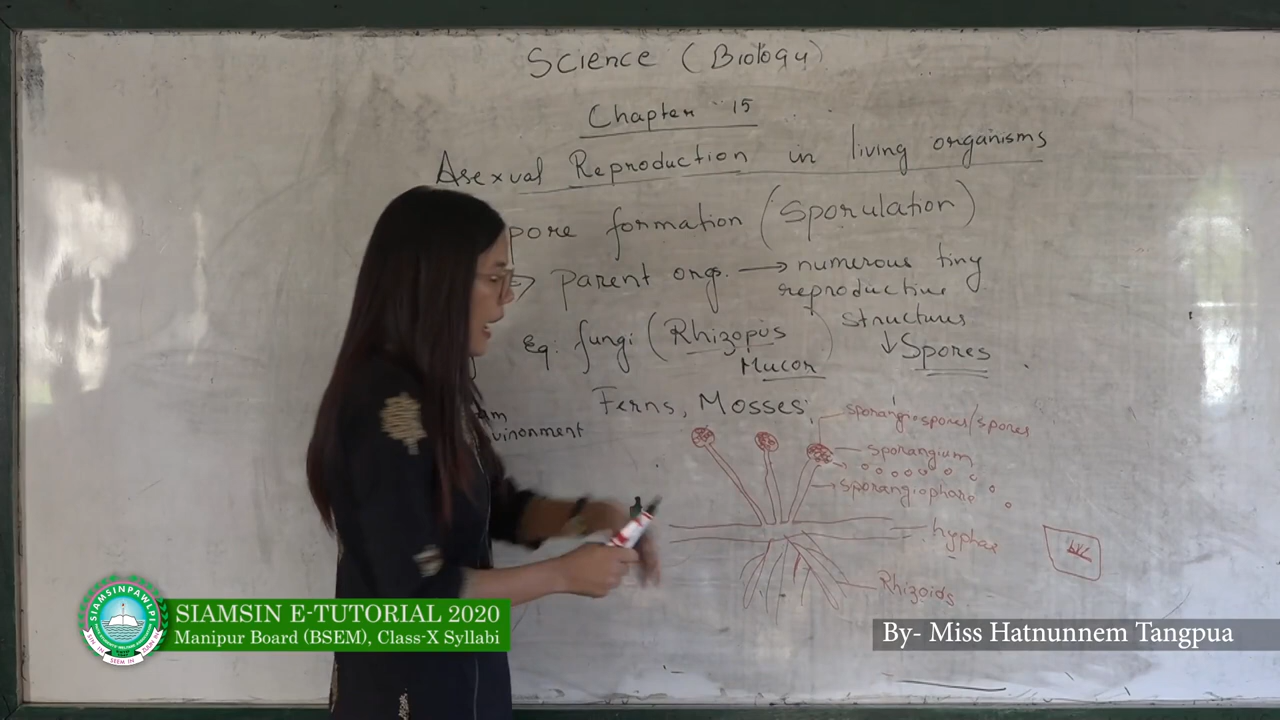 Science (Biology)
Chapter 15
Asexual Reproduction in living organisms
pore formation (Sporulation)
=> parent org. → numerous tiny
reproductive
structures
↓ Spores
Eg: fungi (Rhizopus
Mucor)
Ferns, Mosses,
sporangiospores/spores
sporangium
sporangiophore
hyphae
Rhizoids
SIAMSINPAWLPI
SIAMSIN E-TUTORIAL 2020
Manipur Board (BSEM), Class-X Syllabi
By- Miss Hatnunnem Tangpua